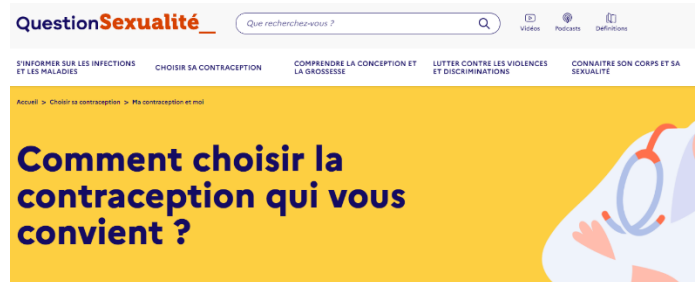 QuestionSexualité_
Que recherchez-vous ?
Vidéos
Podcasts
Définitions
S'INFORMER SUR LES INFECTIONS
ET LES MALADIES
CHOISIR SA CONTRACEPTION
COMPRENDRE LA CONCEPTION ET
LA GROSSESSE
LUTTER CONTRE LES VIOLENCES
ET DISCRIMINATIONS
CONNAITRE SON CORPS ET SA
SEXUALITÉ
Accueil > Choisir sa contraception > Ma contraception et moi
Comment choisir la
contraception qui vous
convient ?